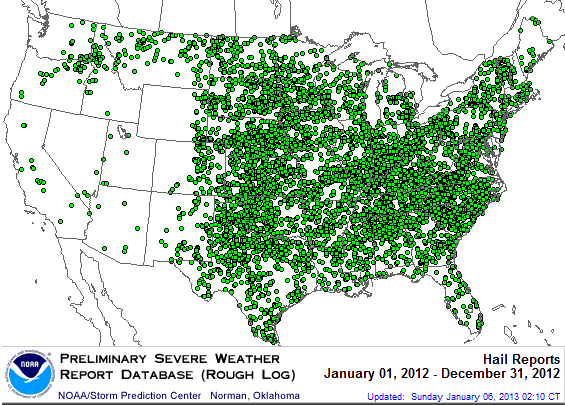 NOAA
PRELIMINARY SEVERE WEATHER
REPORT DATABASE (ROUGH LOG)
NOAA/Storm Prediction Center Norman, Oklahoma
Hail Reports
January 01, 2012 - December 31, 2012
Updated: Sunday January 06, 2013 02:10 CT